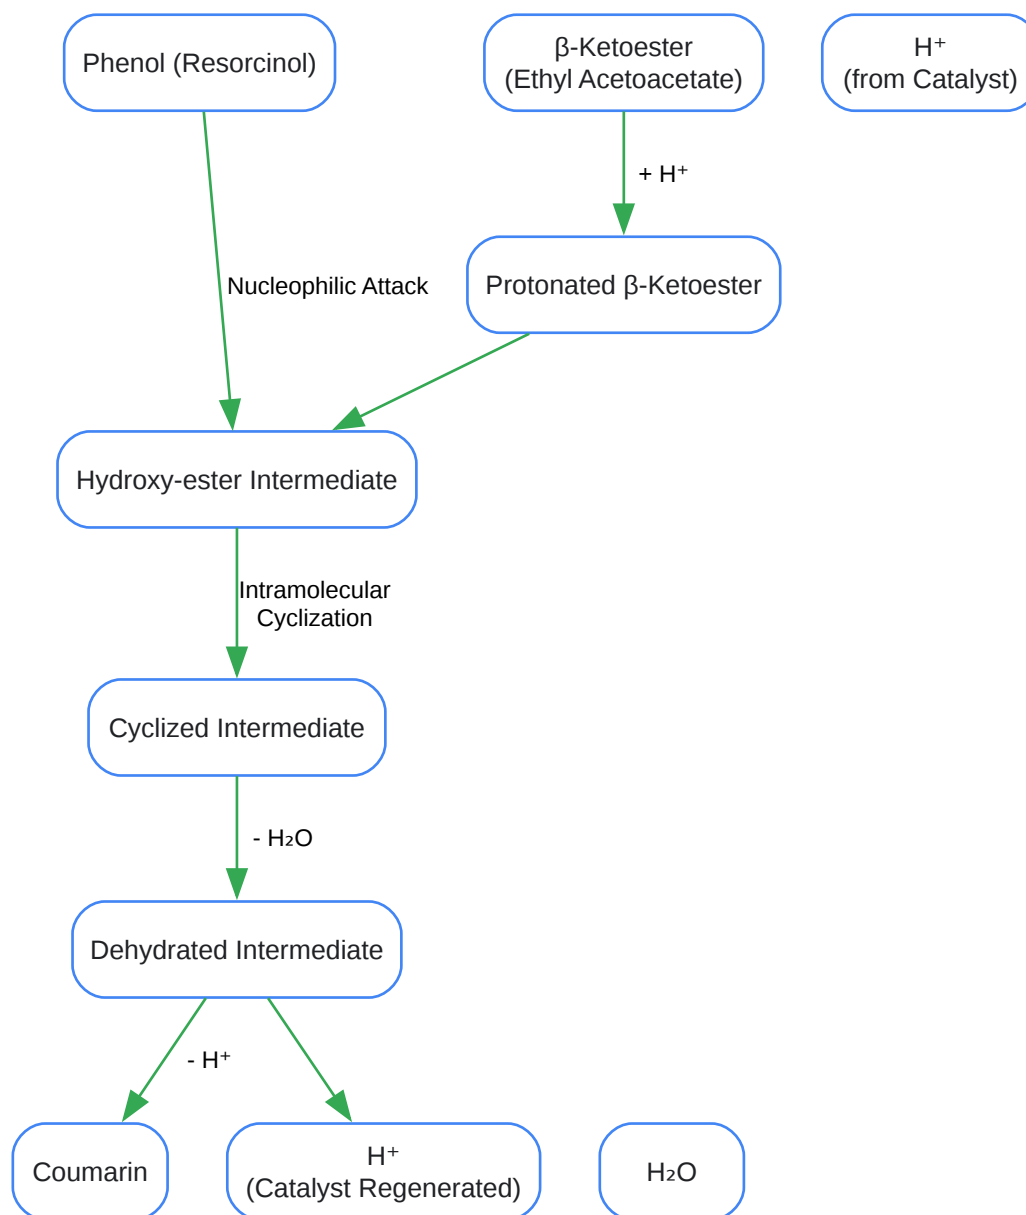 Phenol (Resorcinol)
β-Ketoester
(Ethyl Acetoacetate)
H⁺
(from Catalyst)
+ H⁺
Nucleophilic Attack
Protonated β-Ketoester
Hydroxy-ester Intermediate
Intramolecular
Cyclization
Cyclized Intermediate
- H₂O
Dehydrated Intermediate
- H⁺
Coumarin
H⁺
(Catalyst Regenerated)
H₂O